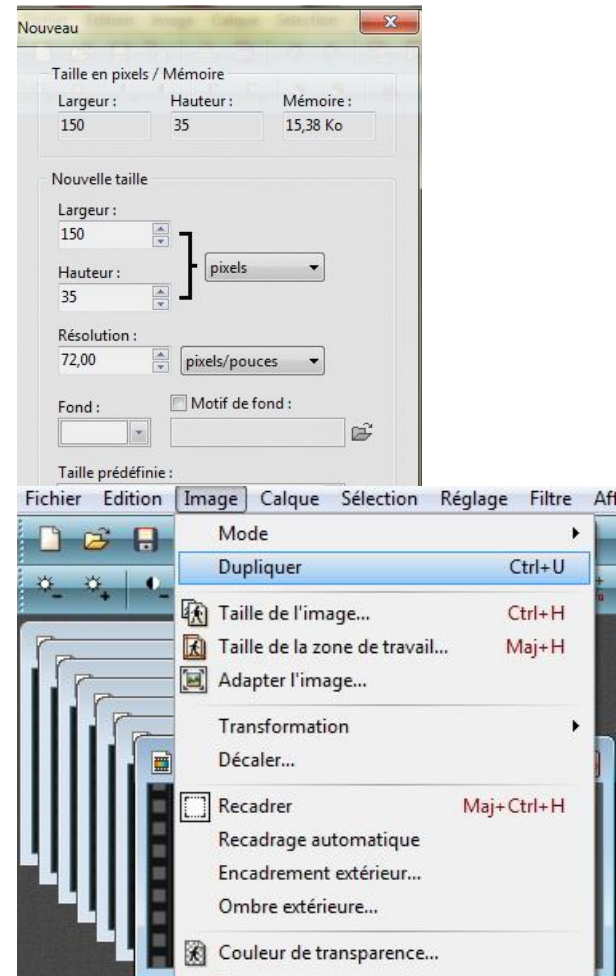 Nouveau
Taille en pixels / Mémoire
Largeur : Hauteur : Mémoire :
150 35 15,38 Ko
Nouvelle taille
Largeur :
150
pixels
Hauteur :
35
Résolution :
72,00 pixels/pouces
Fond : Motif de fond :
Taille prédéfinie :
Fichier Edition Image Calque Sélection Réglage Filtre Aff
Mode
Dupliquer Ctrl+U
Taille de l'image... Ctrl+H
Taille de la zone de travail... Maj+H
Adapter l'image...
Transformation
Décaler...
Recadrer Maj+Ctrl+H
Recadrage automatique
Encadrement extérieur...
Ombre extérieure...
Couleur de transparence...